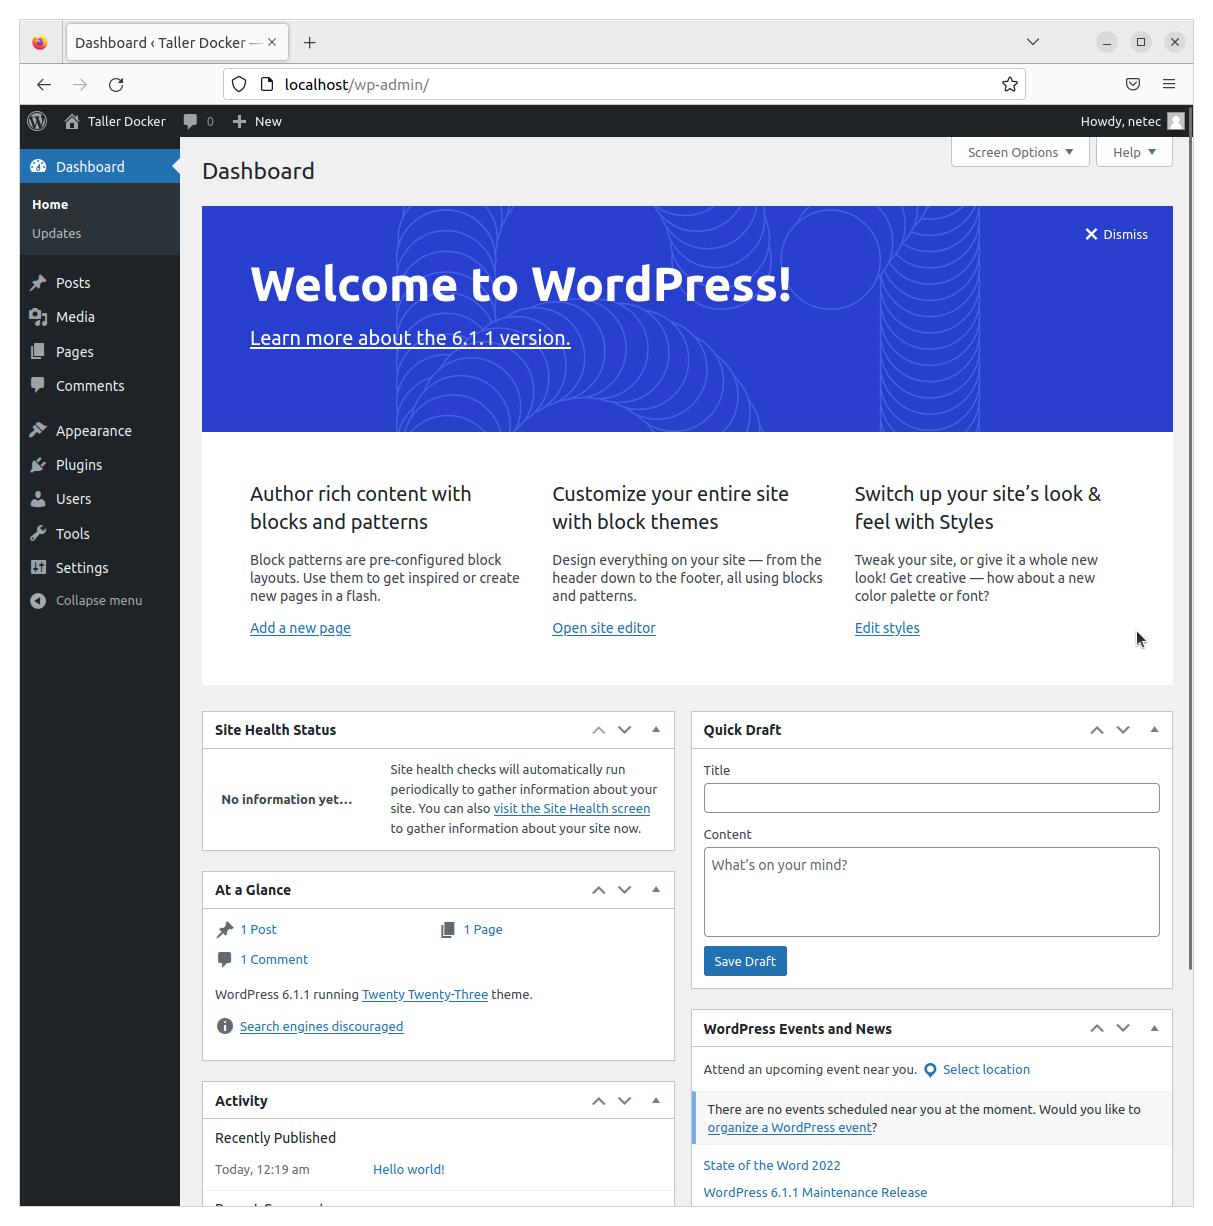 Dashboard ‹ Taller Docker —
localhost/wp-admin/
Taller Docker
0
New
Howdy, netec
Dashboard
Home
Updates
Posts
Media
Pages
Comments
Appearance
Plugins
Users
Tools
Settings
Collapse menu
Screen Options
Help
Dashboard
Dismiss
Welcome to WordPress!
Learn more about the 6.1.1 version.
Author rich content with
blocks and patterns
Block patterns are pre-configured block
layouts. Use them to get inspired or create
new pages in a flash.
Add a new page
Customize your entire site
with block themes
Design everything on your site — from the
header down to the footer, all using blocks
and patterns.
Open site editor
Switch up your site’s look &
feel with Styles
Tweak your site, or give it a whole new
look! Get creative — how about a new
color palette or font?
Edit styles
Site Health Status
No information yet…
Site health checks will automatically run
periodically to gather information about your
site. You can also visit the Site Health screen
to gather information about your site now.
At a Glance
1 Post
1 Page
1 Comment
WordPress 6.1.1 running Twenty Twenty-Three theme.
Search engines discouraged
Activity
Recently Published
Today, 12:19 am
Hello world!
Quick Draft
Title
Content
What’s on your mind?
Save Draft
WordPress Events and News
Attend an upcoming event near you.
Select location
There are no events scheduled near you at the moment. Would you like to
organize a WordPress event?
State of the Word 2022
WordPress 6.1.1 Maintenance Release